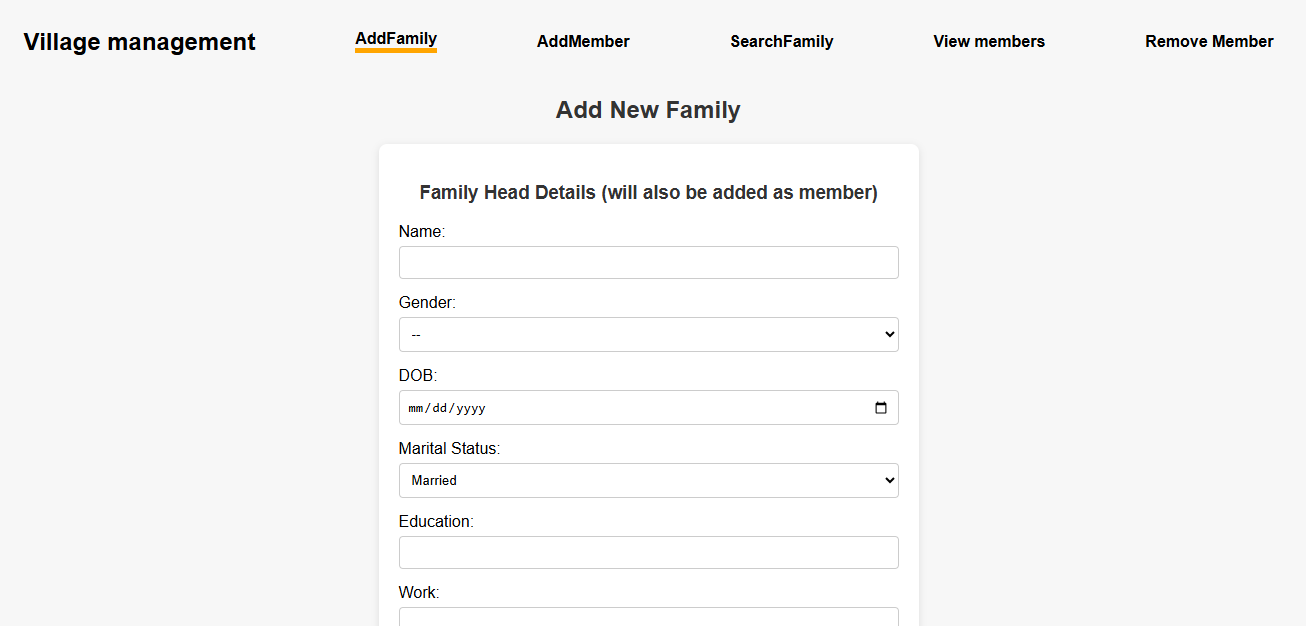 Village management AddFamily AddMember SearchFamily View members Remove Member
Add New Family
Family Head Details (will also be added as member)
Name:
Gender:
--
DOB:
mm/dd/yyyy
Marital Status:
Married
Education:
Work: